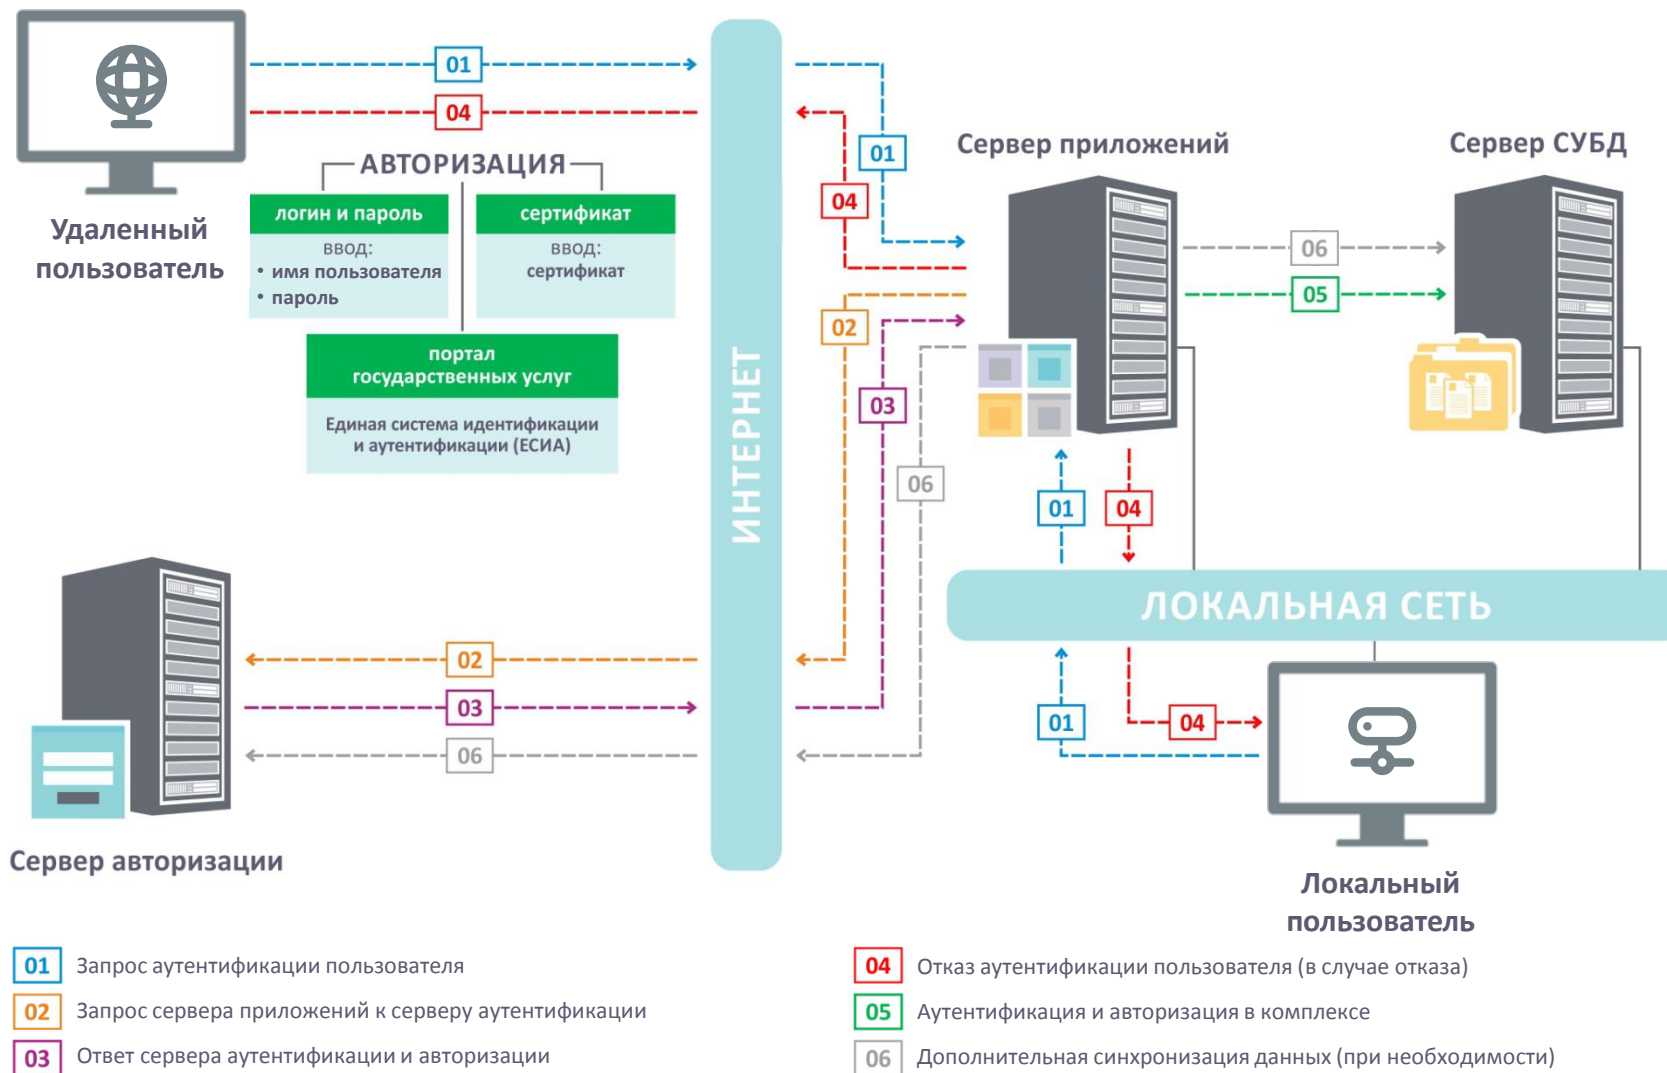 01
04
Удаленный
пользователь
АВТОРИЗАЦИЯ
логин и пароль
ввод:
• имя пользователя
• пароль
сертификат
ввод:
сертификат
портал
государственных услуг
Единая система идентификации
и аутентификации (ЕСИА)
ИНТЕРНЕТ
01
04
02
03
06
Сервер приложений
Сервер СУБД
06
05
01
04
ЛОКАЛЬНАЯ СЕТЬ
02
03
06
Сервер авторизации
01
04
Локальный
пользователь
01 Запрос аутентификации пользователя
02 Запрос сервера приложений к серверу аутентификации
03 Ответ сервера аутентификации и авторизации
04 Отказ аутентификации пользователя (в случае отказа)
05 Аутентификация и авторизация в комплексе
06 Дополнительная синхронизация данных (при необходимости)